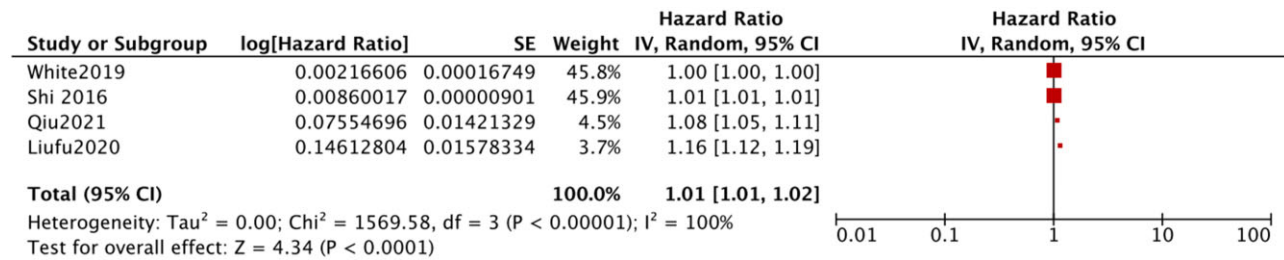 Hazard Ratio Hazard Ratio
Study or Subgroup log[Hazard Ratio] SE Weight IV, Random, 95% CI IV, Random, 95% CI
White2019 0.00216606 0.00016749 45.8% 1.00 [1.00, 1.00]
Shi 2016 0.00860017 0.00000901 45.9% 1.01 [1.01, 1.01]
Qiu2021 0.07554696 0.01421329 4.5% 1.08 [1.05, 1.11]
Liufu2020 0.14612804 0.01578334 3.7% 1.16 [1.12, 1.19]
Total (95% CI) 100.0% 1.01 [1.01, 1.02]
Heterogeneity: Tau² = 0.00; Chi² = 1569.58, df = 3 (P < 0.00001); I² = 100%
Test for overall effect: Z = 4.34 (P < 0.0001)
0.01 0.1 1 10 100